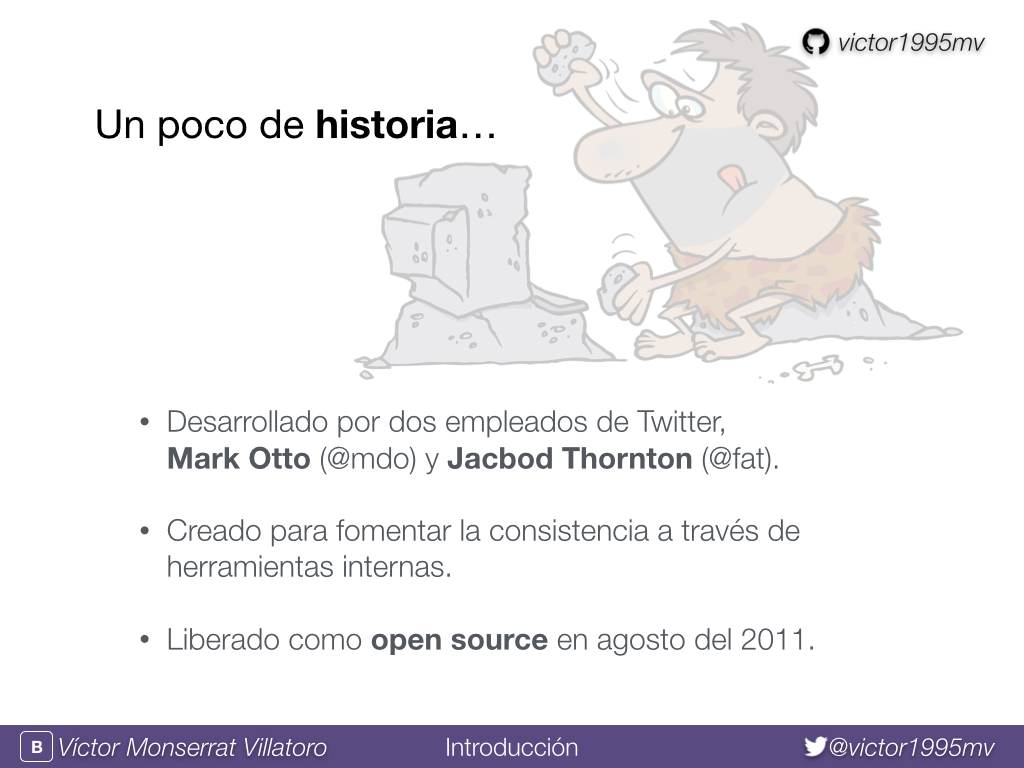 victor1995mv
Un poco de historia…
• Desarrollado por dos empleados de Twitter,
Mark Otto (@mdo) y Jacbod Thornton (@fat).
• Creado para fomentar la consistencia a través de
herramientas internas.
• Liberado como open source en agosto del 2011.
B Víctor Monserrat Villatoro Introducción @victor1995mv